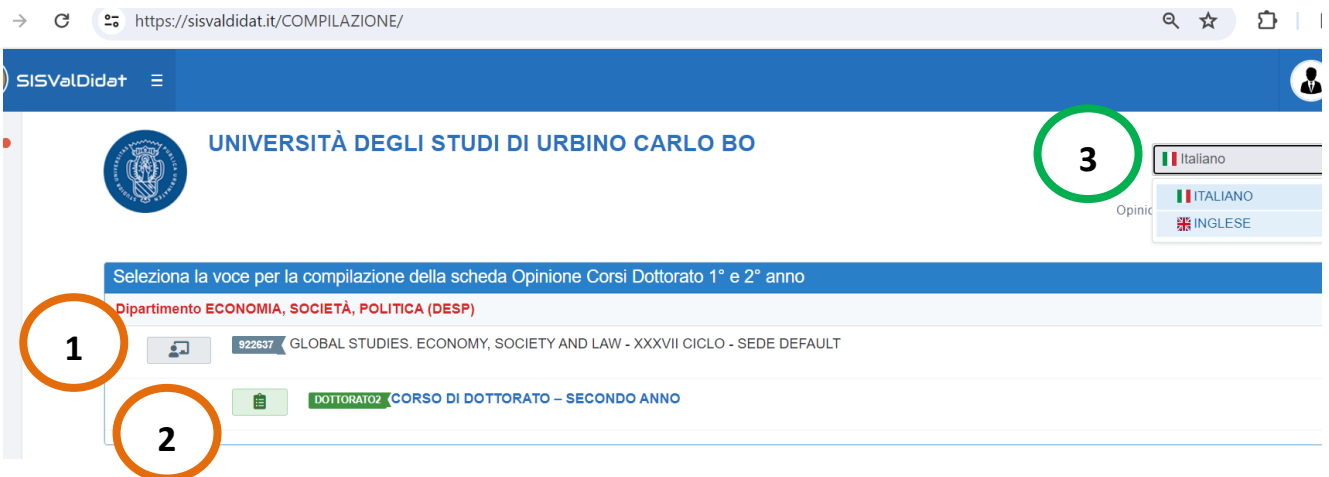 https://sisvaldidat.it/COMPILAZIONE/
SISValDidat
UNIVERSITÀ DEGLI STUDI DI URBINO CARLO BO
3
Italiano
ITALIANO
INGLESE
Seleziona la voce per la compilazione della scheda Opinione Corsi Dottorato 1° e 2° anno
Dipartimento ECONOMIA, SOCIETÀ, POLITICA (DESP)
1
922637 GLOBAL STUDIES. ECONOMY, SOCIETY AND LAW - XXXVII CICLO - SEDE DEFAULT
DOTTORATO2 CORSO DI DOTTORATO – SECONDO ANNO
2